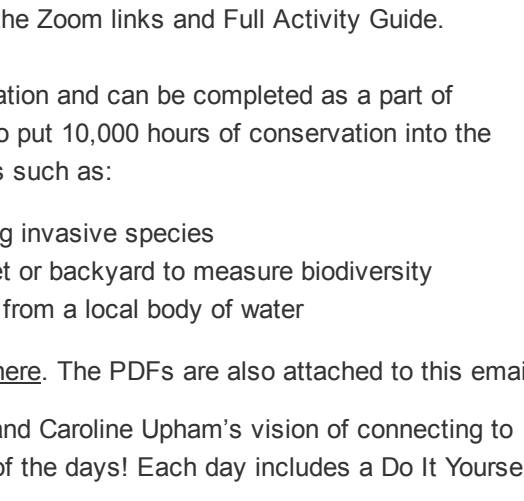 the Zoom links and Full Activity Guide.
ation and can be completed as a part of
o put 10,000 hours of conservation into the
s such as:
g invasive species
et or backyard to measure biodiversity
from a local body of water
here. The PDFs are also attached to this emai
and Caroline Upham’s vision of connecting to
of the days! Each day includes a Do It Yourse